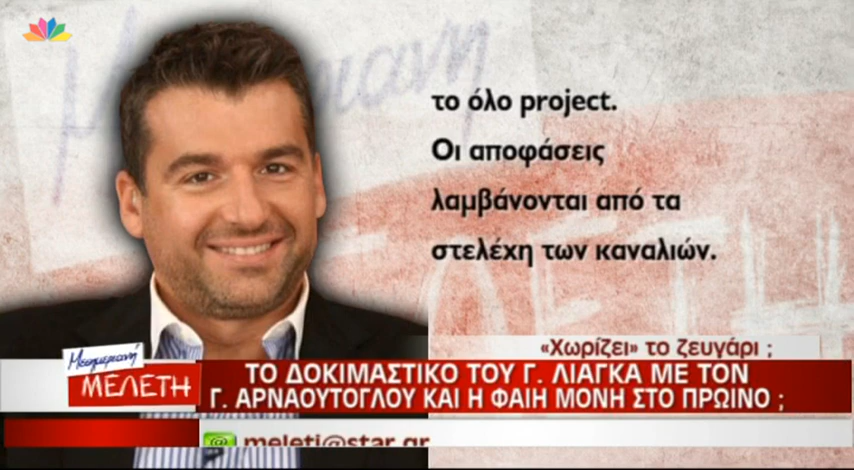 το όλο project.
Οι αποφάσεις
λαμβάνονται από τα
στελέχη των καναλιών.
«Χωρίζει» το ζευγάρι ;
Μεσημεριανή
ΜΕΛΕΤΗ
ΤΟ ΔΟΚΙΜΑΣΤΙΚΟ ΤΟΥ Γ. ΛΙΑΓΚΑ ΜΕ ΤΟΝ
Γ. ΑΡΝΑΟΥΤΟΓΛΟΥ ΚΑΙ Η ΦΑΙΗ ΜΟΝΗ ΣΤΟ ΠΡΩΙΝΟ ;
meleti@star.gr